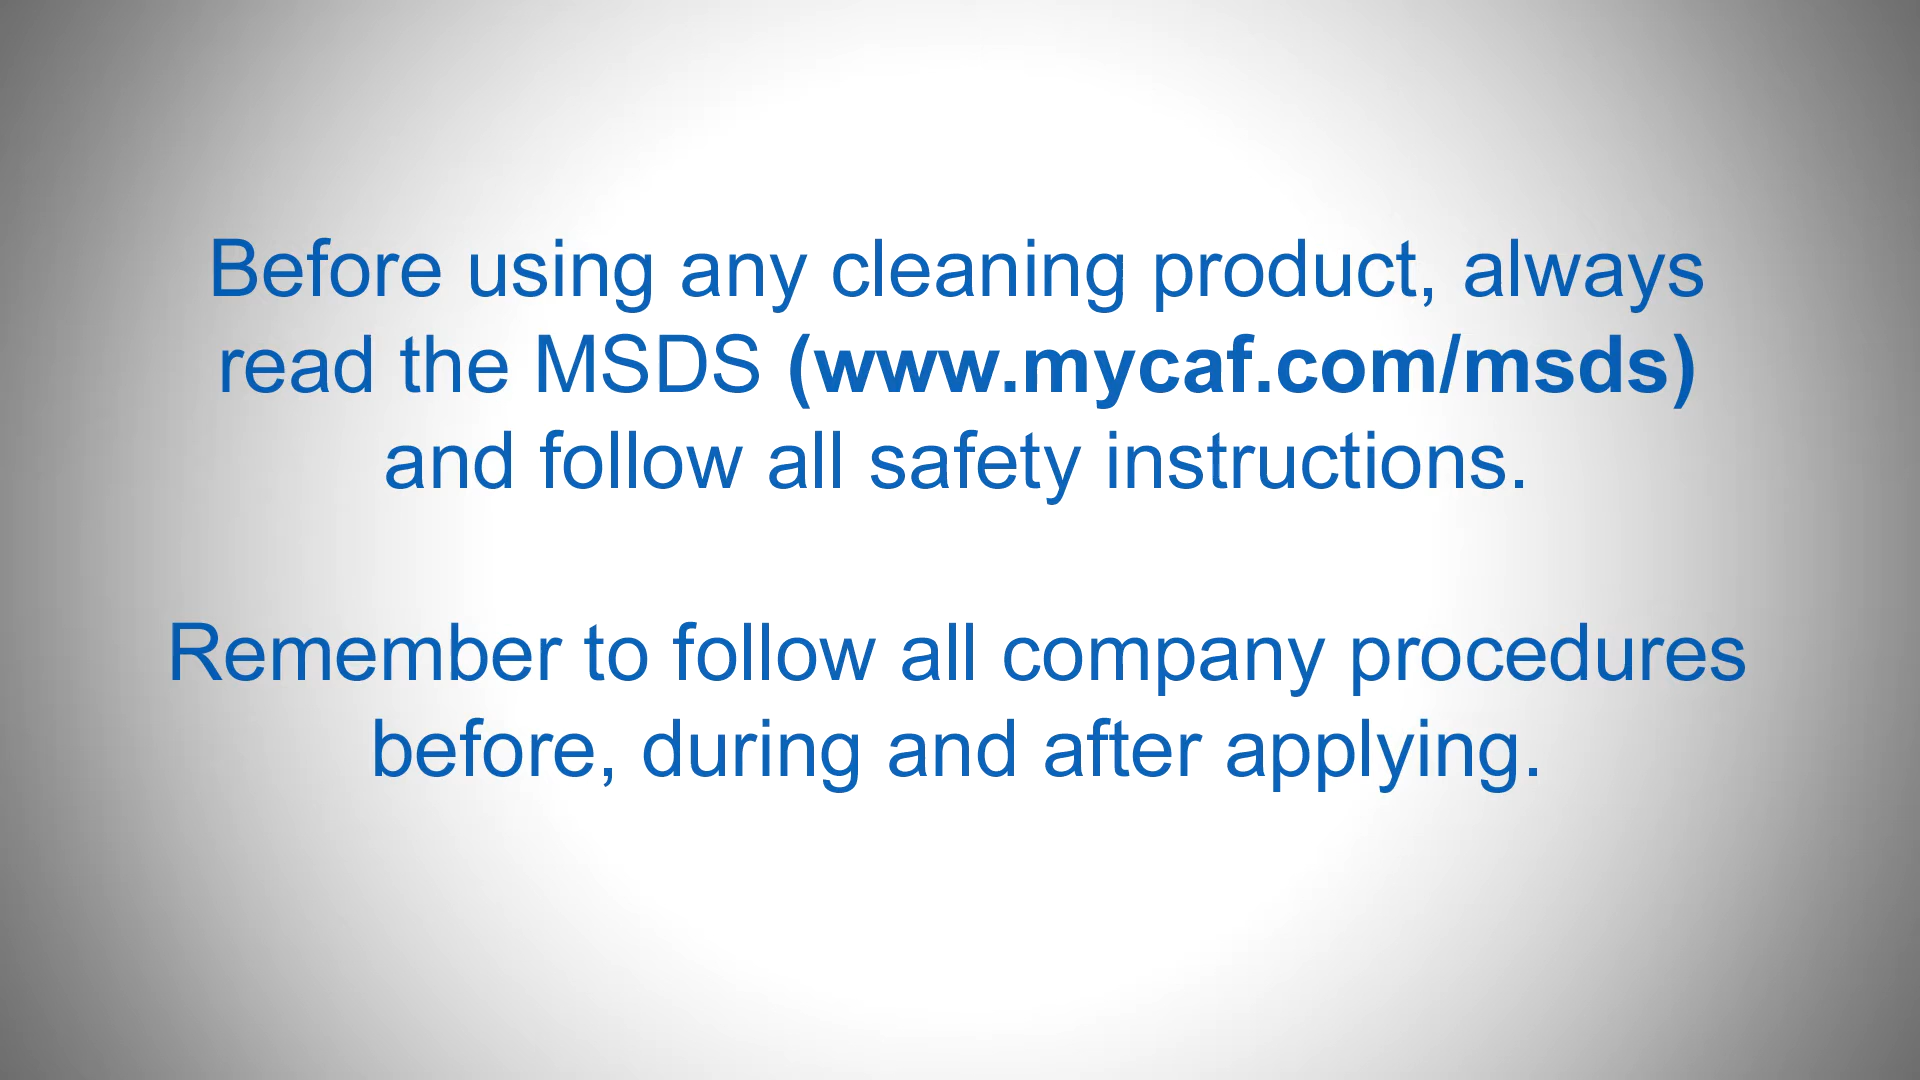 Before using any cleaning product, always
read the MSDS (www.mycaf.com/msds)
and follow all safety instructions.
Remember to follow all company procedures
before, during and after applying.